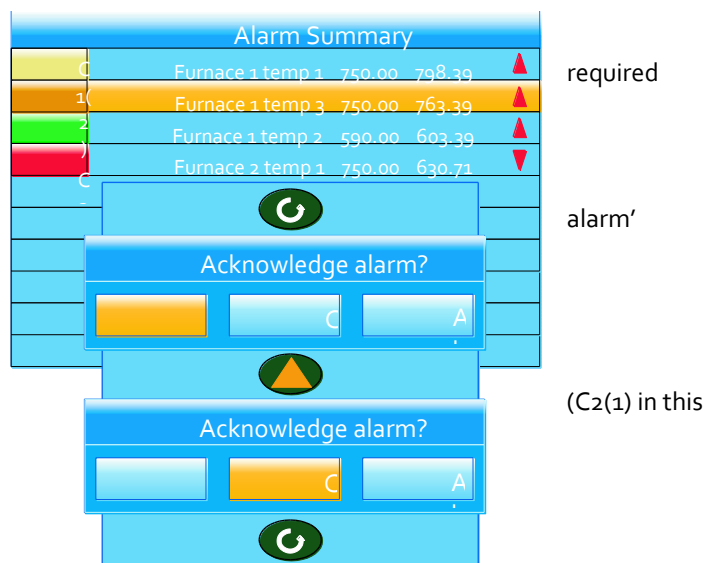 Alarm Summary
C Furnace 1 temp 1 750.00 798.39
required
1( Furnace 1 temp 3 750.00 763.39
2 Furnace 1 temp 2 590.00 603.39
) Furnace 2 temp 1 750.00 630.71
C
alarm’
Acknowledge alarm?
C A
(C2(1) in this
Acknowledge alarm?
C A